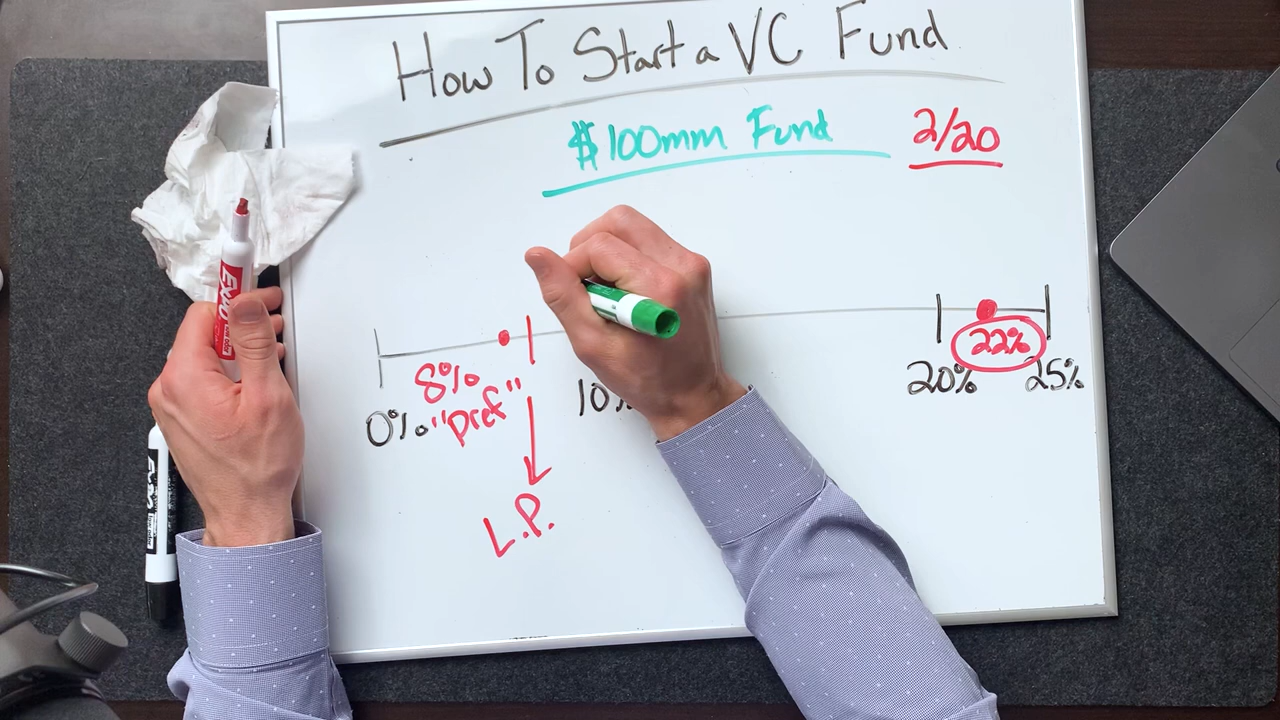 How To Start a VC Fund
$100mm Fund 2/20
22%
8%
20% 25%
0% "pref" 10%
L.P.
EXPO
EXPO